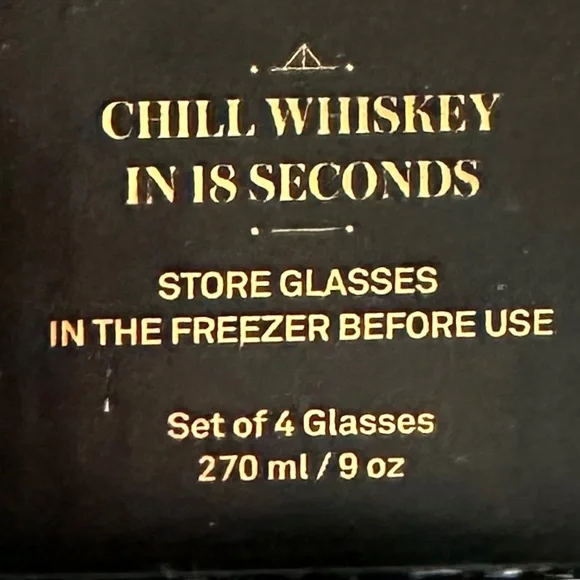 CHILL WHISKEY
IN 18 SECONDS
STORE GLASSES
IN THE FREEZER BEFORE USE
Set of 4 Glasses
270 ml / 9 oz